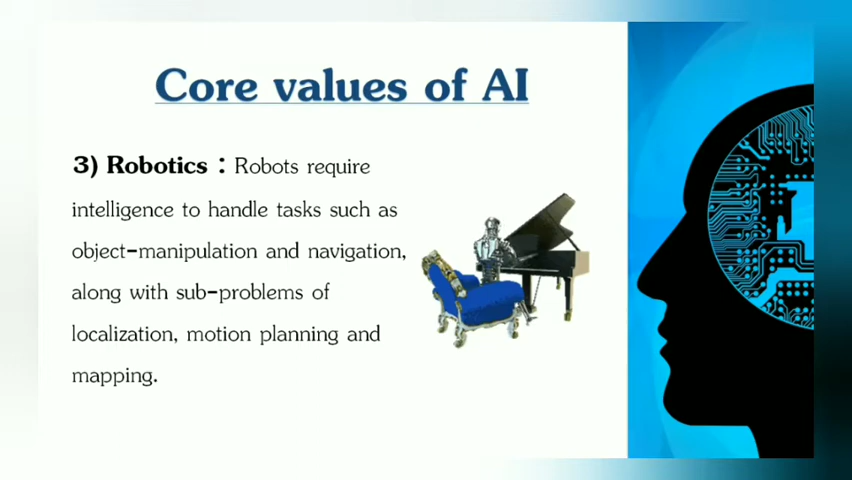 Core values of AI
3) Robotics : Robots require
intelligence to handle tasks such as
object-manipulation and navigation,
along with sub-problems of
localization, motion planning and
mapping.